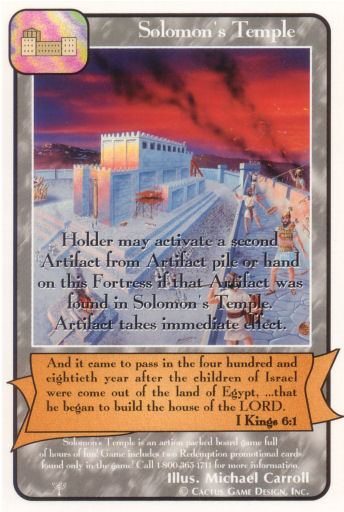 Solomon's Temple
Holder may activate a second
Artifact from Artifact pile or hand
on this Fortress if that Artifact was
found in Solomon's Temple.
Artifact takes immediate effect.
And it came to pass in the four hundred and
eightieth year after the children of Israel
were come out of the land of Egypt, ...that
he began to build the house of the LORD.
I Kings 6:1
Solomon's Temple is an action packed board game full
of hours of fun! Game includes two Redemption promotional cards
found only in the game! Call 1-800-365-1711 for more information.
Illus. Michael Carroll
© Cactus Game Design, Inc.